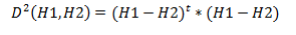 D²(H1,H2) = (H1 − H2)ᵗ * (H1 − H2)